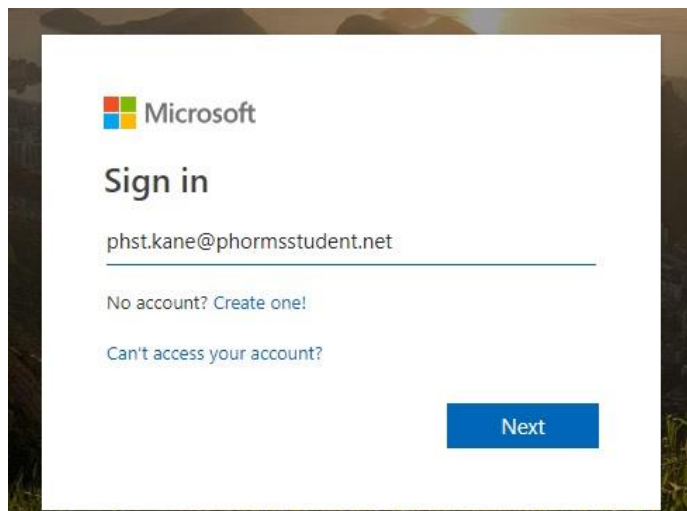 Microsoft
Sign in
phst.kane@phormsstudent.net
No account? Create one!
Can't access your account?
Next